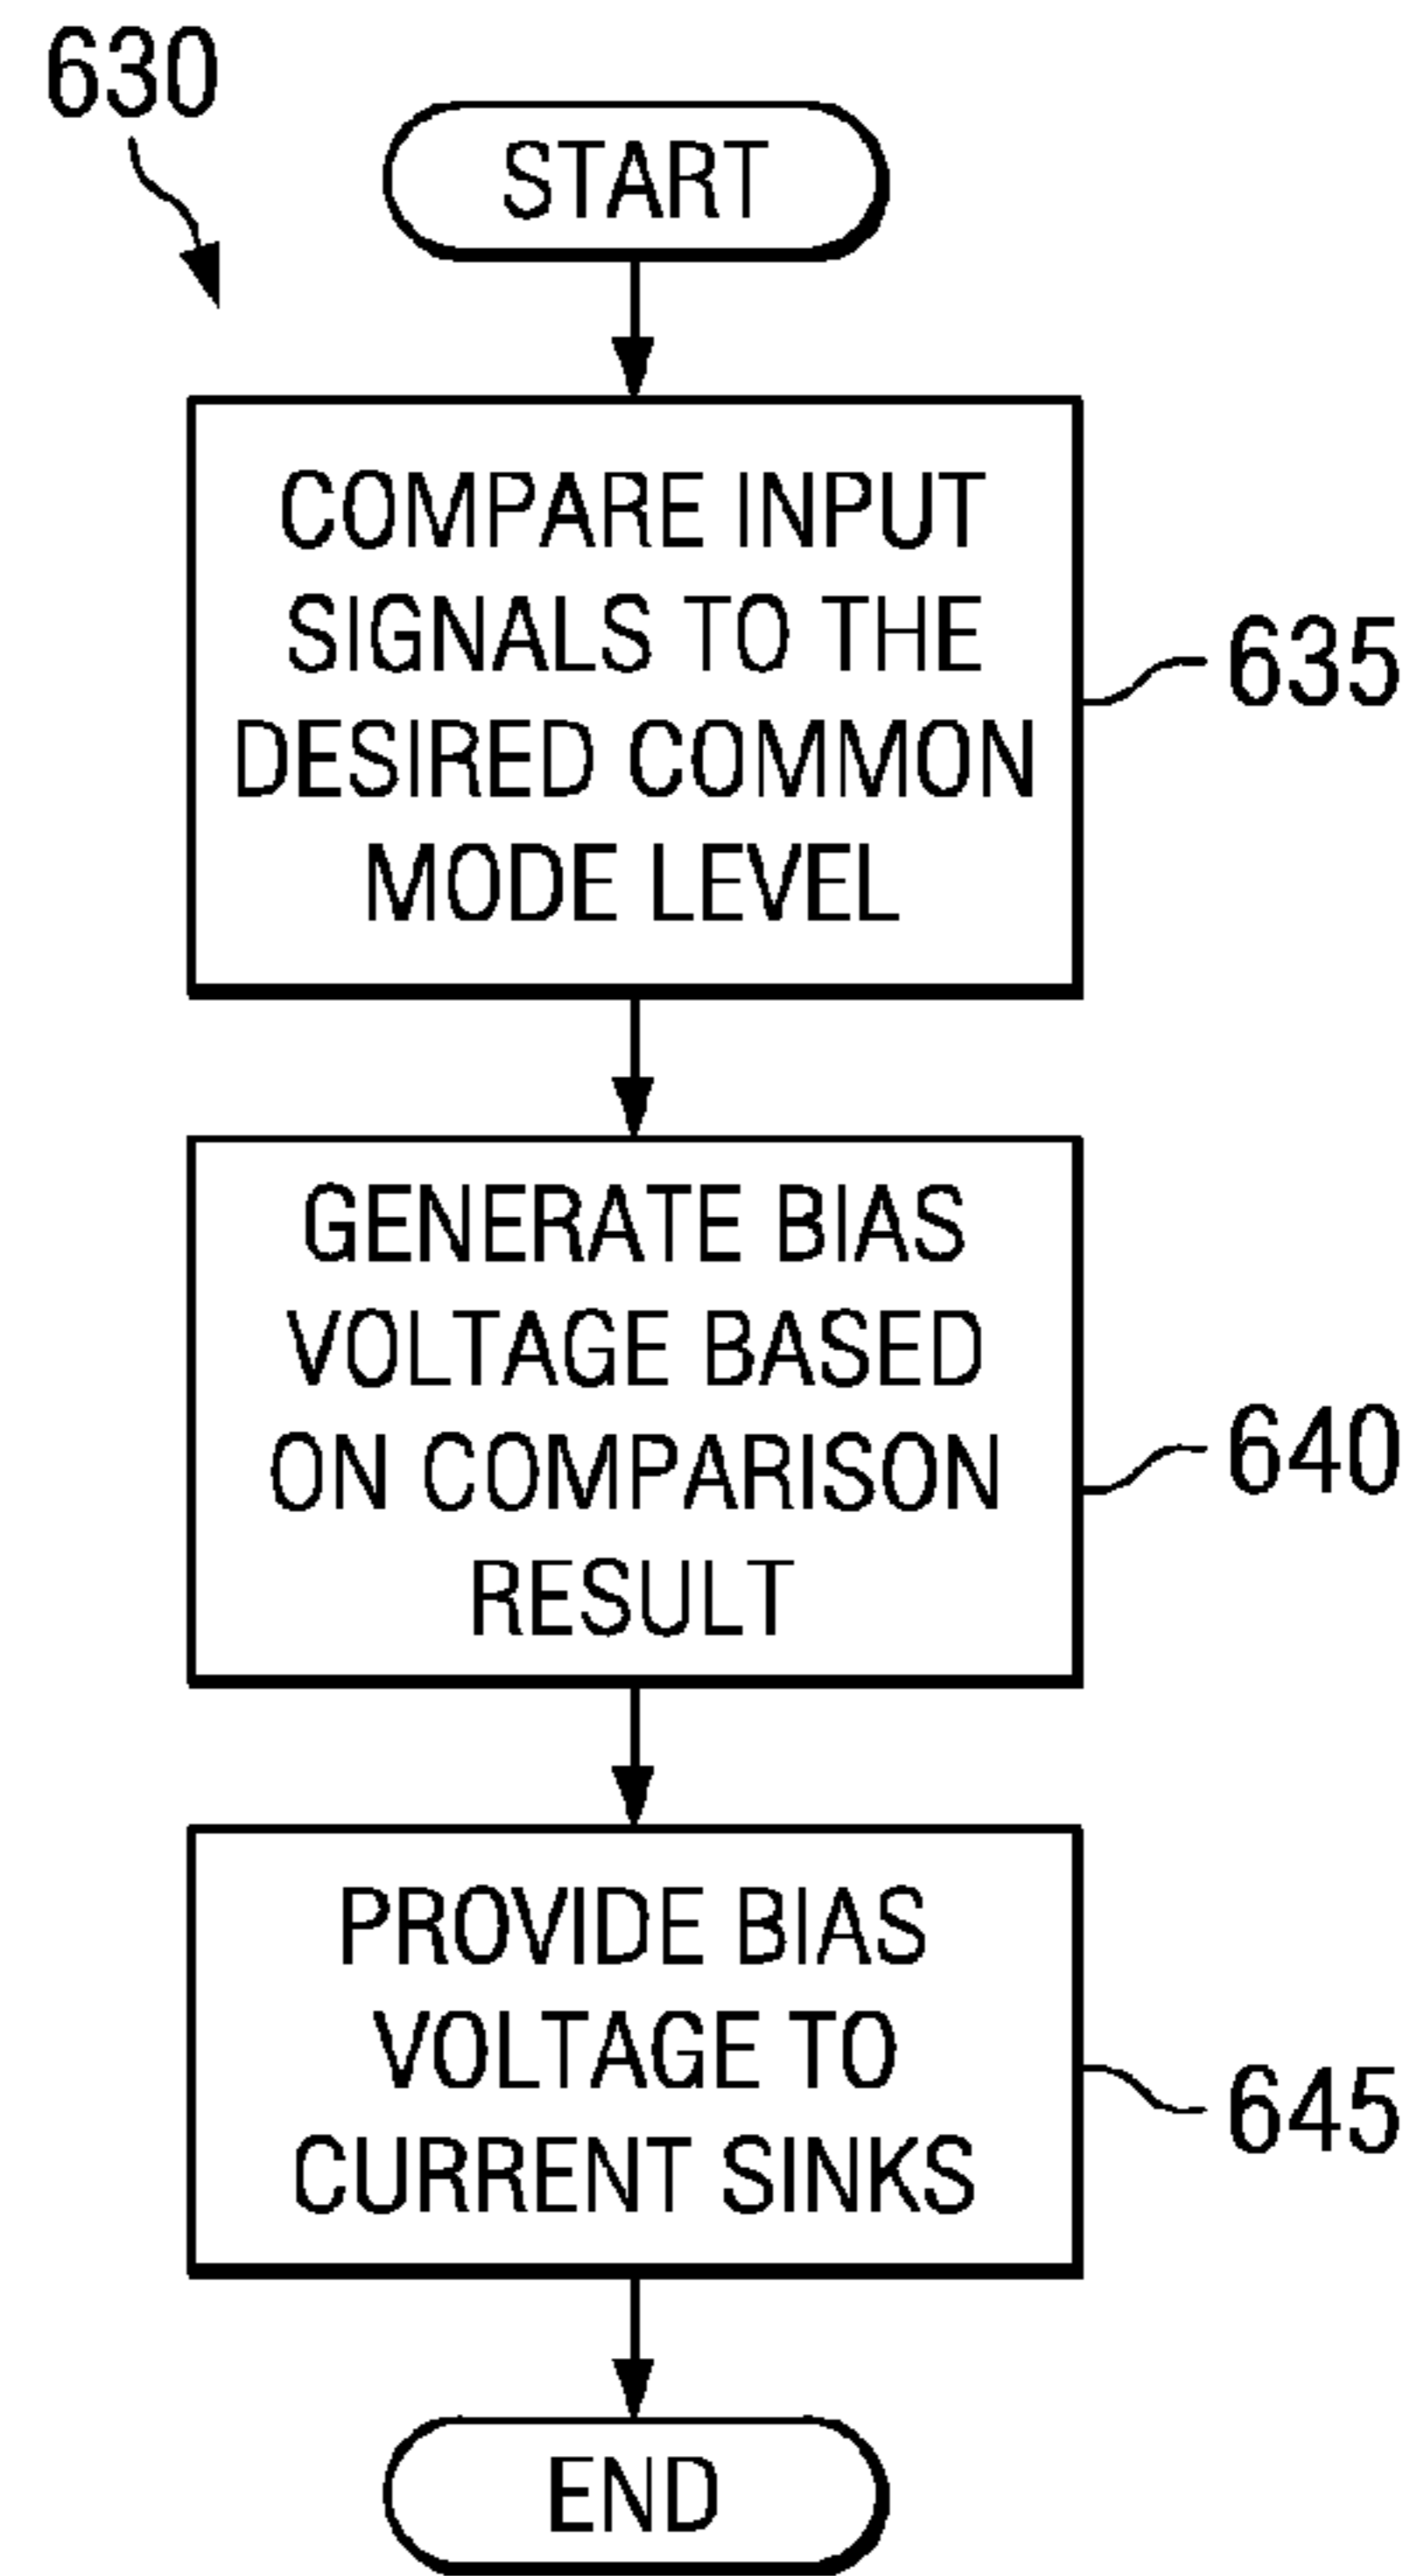 630
START
COMPARE INPUT
SIGNALS TO THE
DESIRED COMMON
MODE LEVEL
635
GENERATE BIAS
VOLTAGE BASED
ON COMPARISON
RESULT
640
PROVIDE BIAS
VOLTAGE TO
CURRENT SINKS
645
END